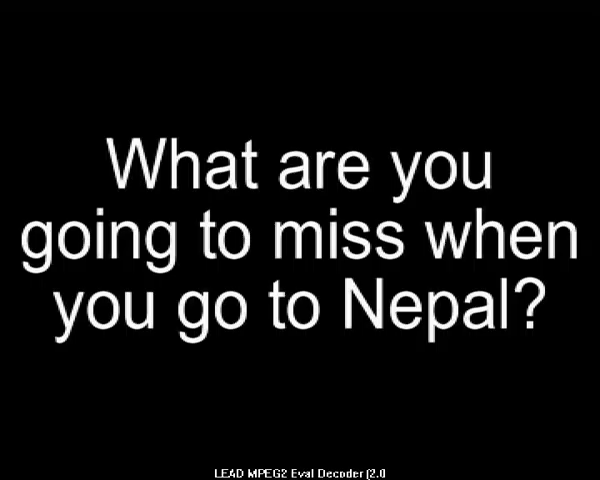 What are you
going to miss when
you go to Nepal?
LEAD MPEG2 Eval Decoder (2.0